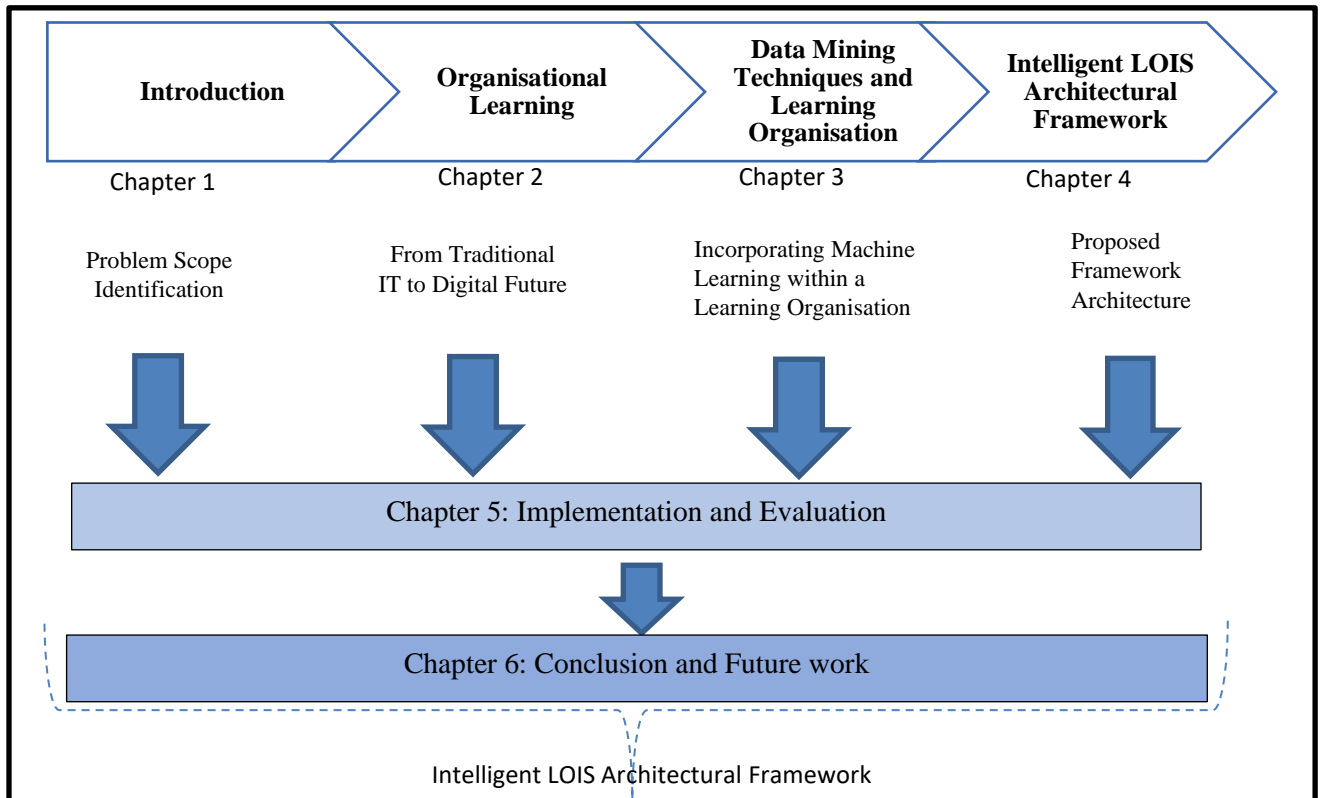 Introduction
Organisational
Learning
Data Mining
Techniques and
Learning
Organisation
Intelligent LOIS
Architectural
Framework
Chapter 1
Chapter 2
Chapter 3
Chapter 4
Problem Scope
Identification
From Traditional
IT to Digital Future
Incorporating Machine
Learning within a
Learning Organisation
Proposed
Framework
Architecture
Chapter 5: Implementation and Evaluation
Chapter 6: Conclusion and Future work
Intelligent LOIS Architectural Framework